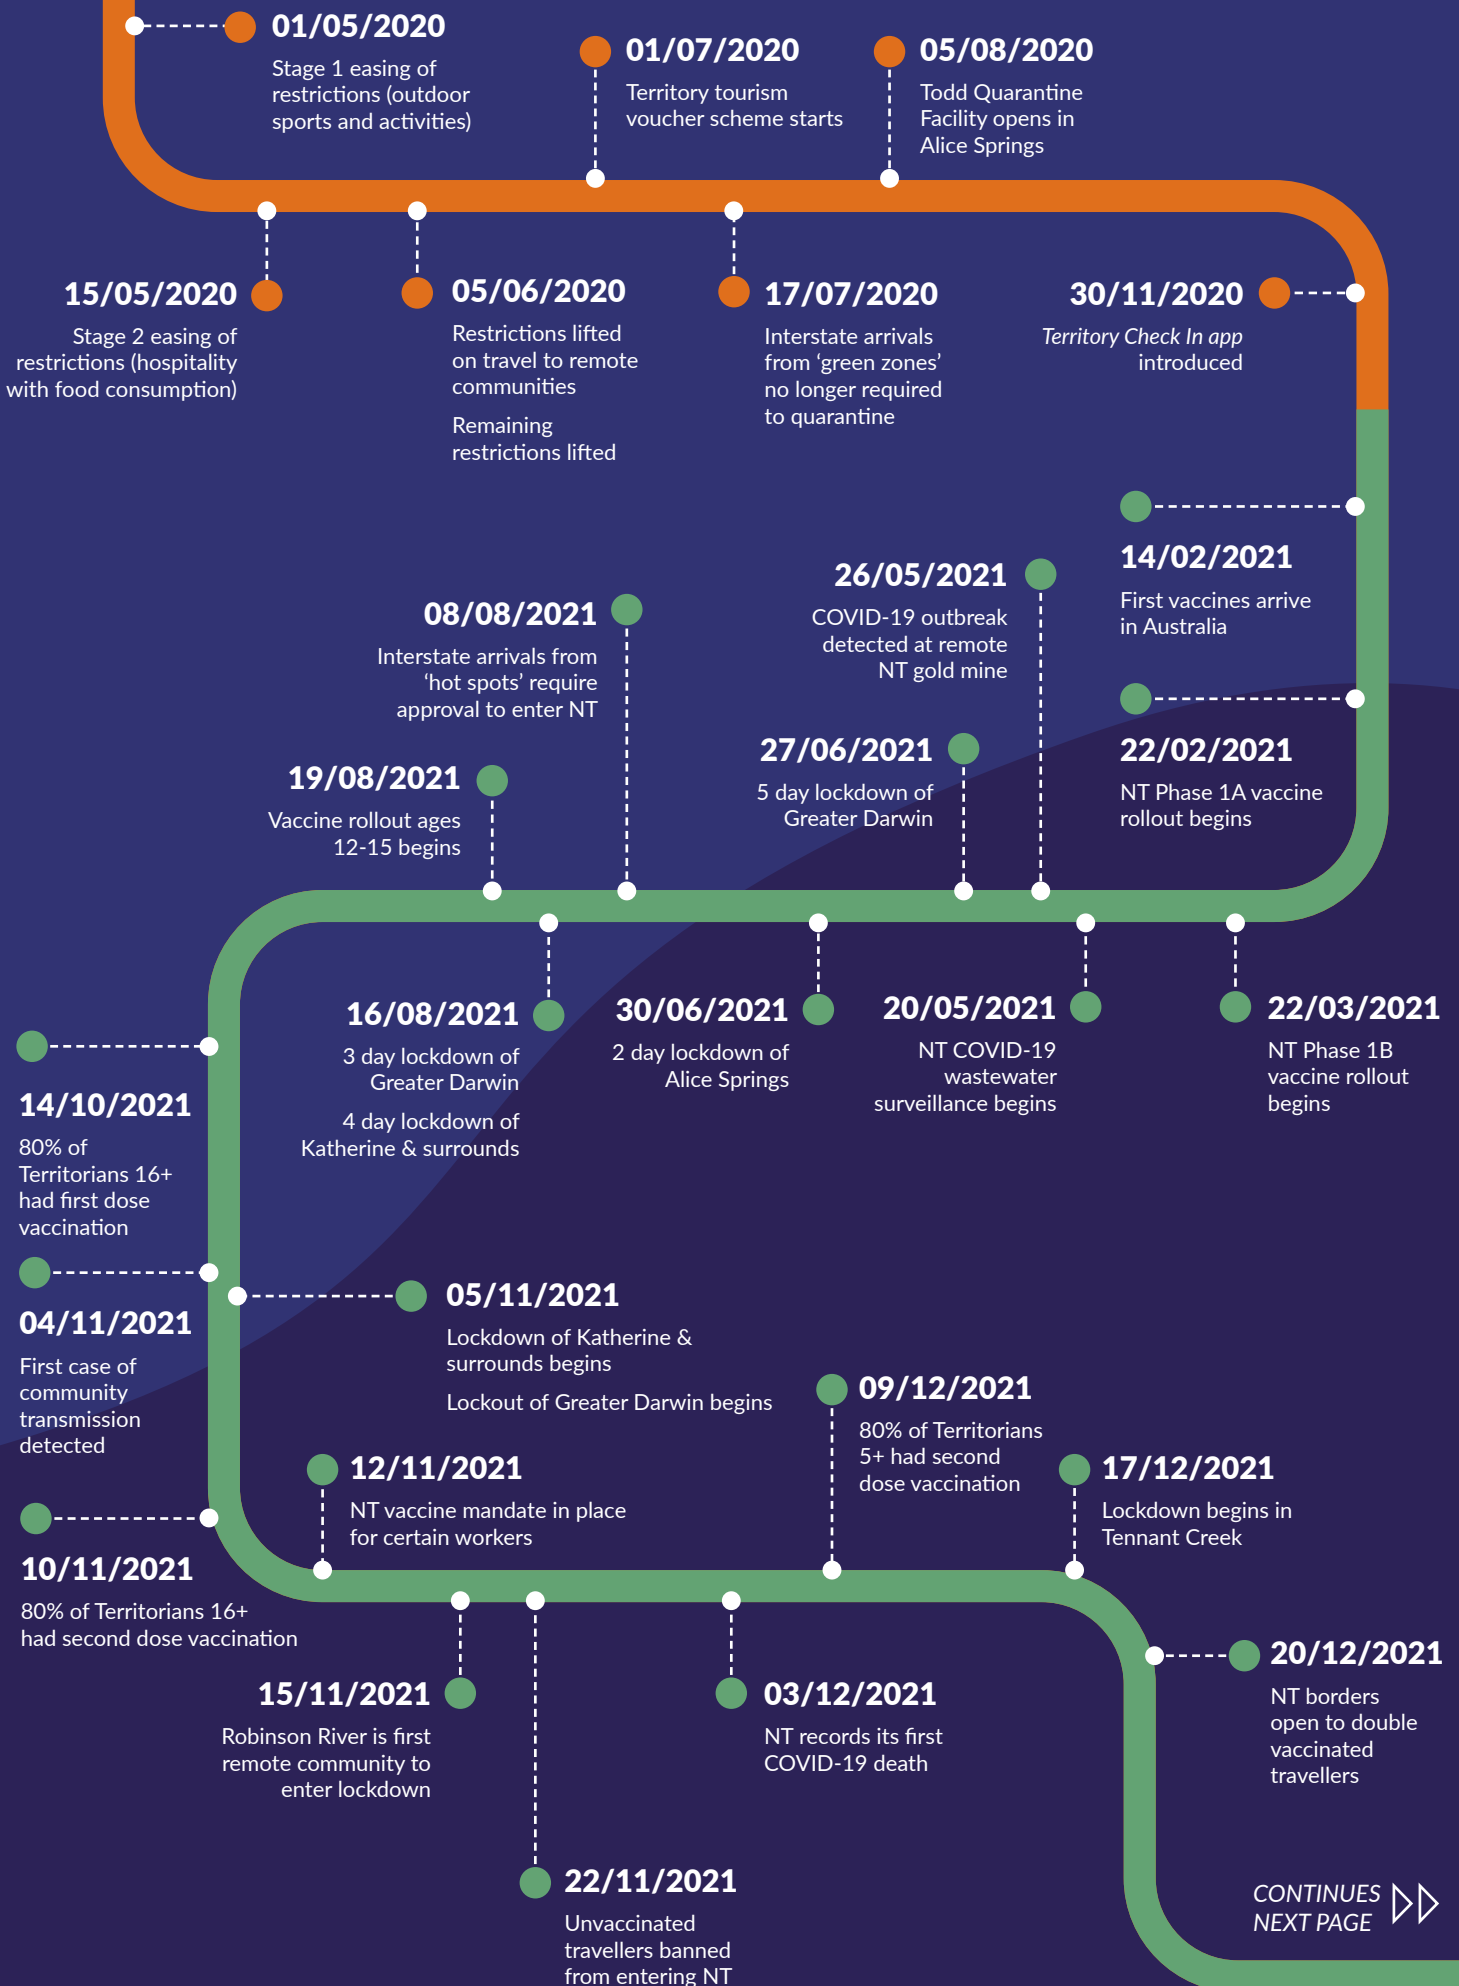 01/05/2020
Stage 1 easing of
restrictions (outdoor
sports and activities)
01/07/2020
Territory tourism
voucher scheme starts
05/08/2020
Todd Quarantine
Facility opens in
Alice Springs
15/05/2020
Stage 2 easing of
restrictions (hospitality
with food consumption)
05/06/2020
Restrictions lifted
on travel to remote
communities
Remaining
restrictions lifted
17/07/2020
Interstate arrivals
from ‘green zones’
no longer required
to quarantine
30/11/2020
Territory Check In app
introduced
14/02/2021
First vaccines arrive
in Australia
22/02/2021
NT Phase 1A vaccine
rollout begins
26/05/2021
COVID-19 outbreak
detected at remote
NT gold mine
27/06/2021
5 day lockdown of
Greater Darwin
08/08/2021
Interstate arrivals from
‘hot spots’ require
approval to enter NT
19/08/2021
Vaccine rollout ages
12-15 begins
22/03/2021
NT Phase 1B
vaccine rollout
begins
20/05/2021
NT COVID-19
wastewater
surveillance begins
30/06/2021
2 day lockdown of
Alice Springs
16/08/2021
3 day lockdown of
Greater Darwin
4 day lockdown of
Katherine & surrounds
14/10/2021
80% of
Territorians 16+
had first dose
vaccination
04/11/2021
First case of
community
transmission
detected
05/11/2021
Lockdown of Katherine &
surrounds begins
Lockout of Greater Darwin begins
10/11/2021
80% of Territorians 16+
had second dose vaccination
12/11/2021
NT vaccine mandate in place
for certain workers
09/12/2021
80% of Territorians
5+ had second
dose vaccination
17/12/2021
Lockdown begins in
Tennant Creek
15/11/2021
Robinson River is first
remote community to
enter lockdown
22/11/2021
Unvaccinated
travellers banned
from entering NT
03/12/2021
NT records its first
COVID-19 death
20/12/2021
NT borders
open to double
vaccinated
travellers
CONTINUES
NEXT PAGE